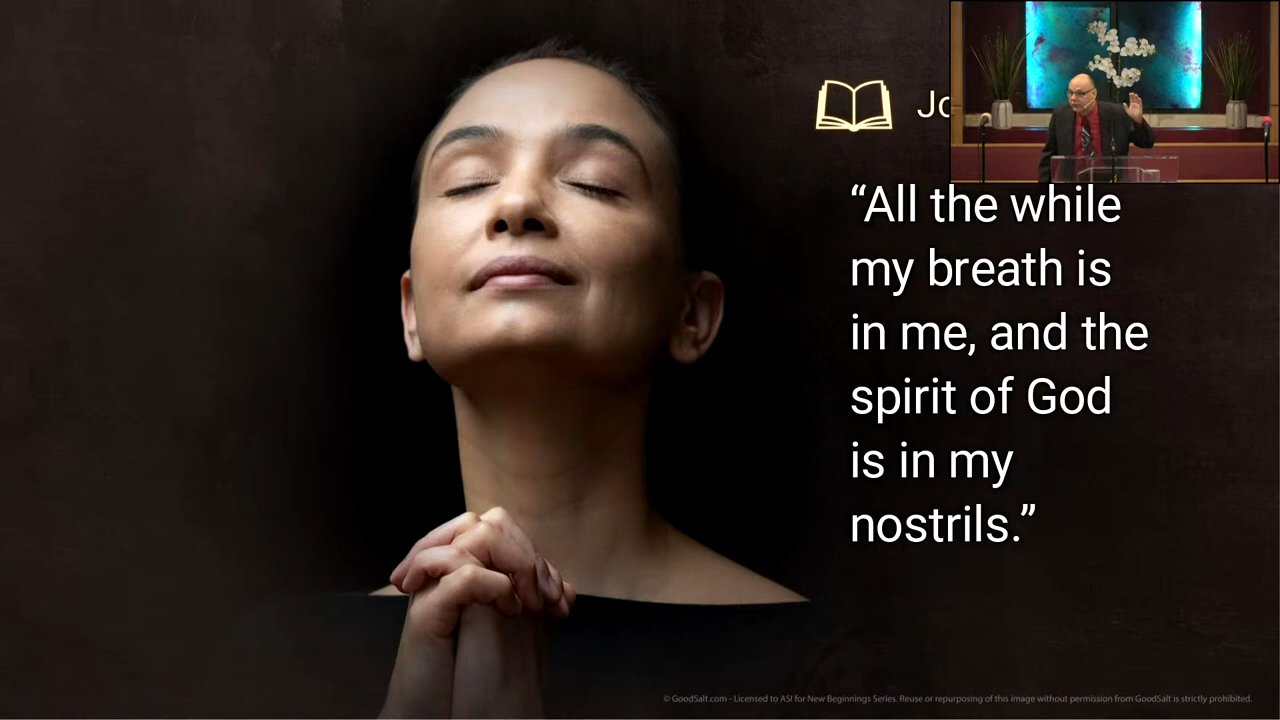 Jo
“All the while
my breath is
in me, and the
spirit of God
is in my
nostrils.”
© GoodSalt.com - Licensed to ASI for New Beginnings Series. Reuse or repurposing of this image without permission from GoodSalt is strictly prohibited.